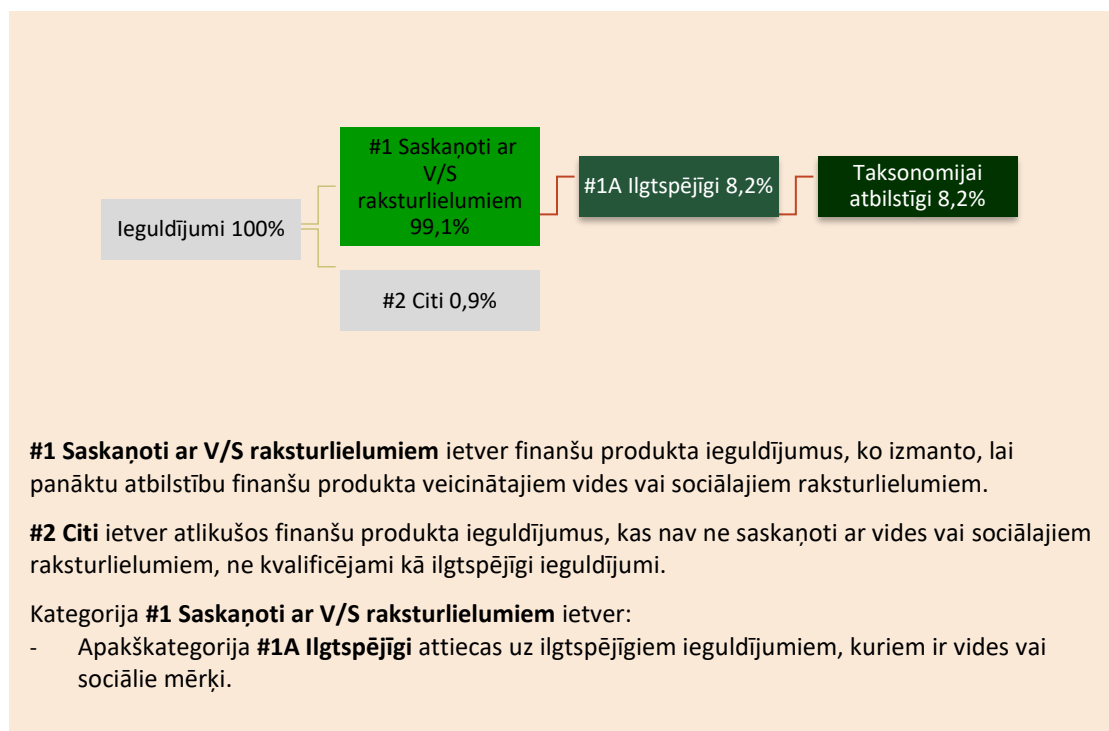 #1 Saskaņoti ar
V/S
raksturlielumiem
99,1%
#1A Ilgtspējīgi 8,2%
Taksonomijai
atbilstīgi 8,2%
Ieguldījumi 100%
#2 Citi 0,9%
#1 Saskaņoti ar V/S raksturlielumiem ietver finanšu produkta ieguldījumus, ko izmanto, lai
panāktu atbilstību finanšu produkta veicinātajiem vides vai sociālajiem raksturlielumiem.
#2 Citi ietver atlikušos finanšu produkta ieguldījumus, kas nav ne saskaņoti ar vides vai sociālajiem
raksturlielumiem, ne kvalificējami kā ilgtspējīgi ieguldījumi.
Kategorija #1 Saskaņoti ar V/S raksturlielumiem ietver:
- Apakškategorija #1A Ilgtspējīgi attiecas uz ilgtspējīgiem ieguldījumiem, kuriem ir vides vai
sociālie mērķi.